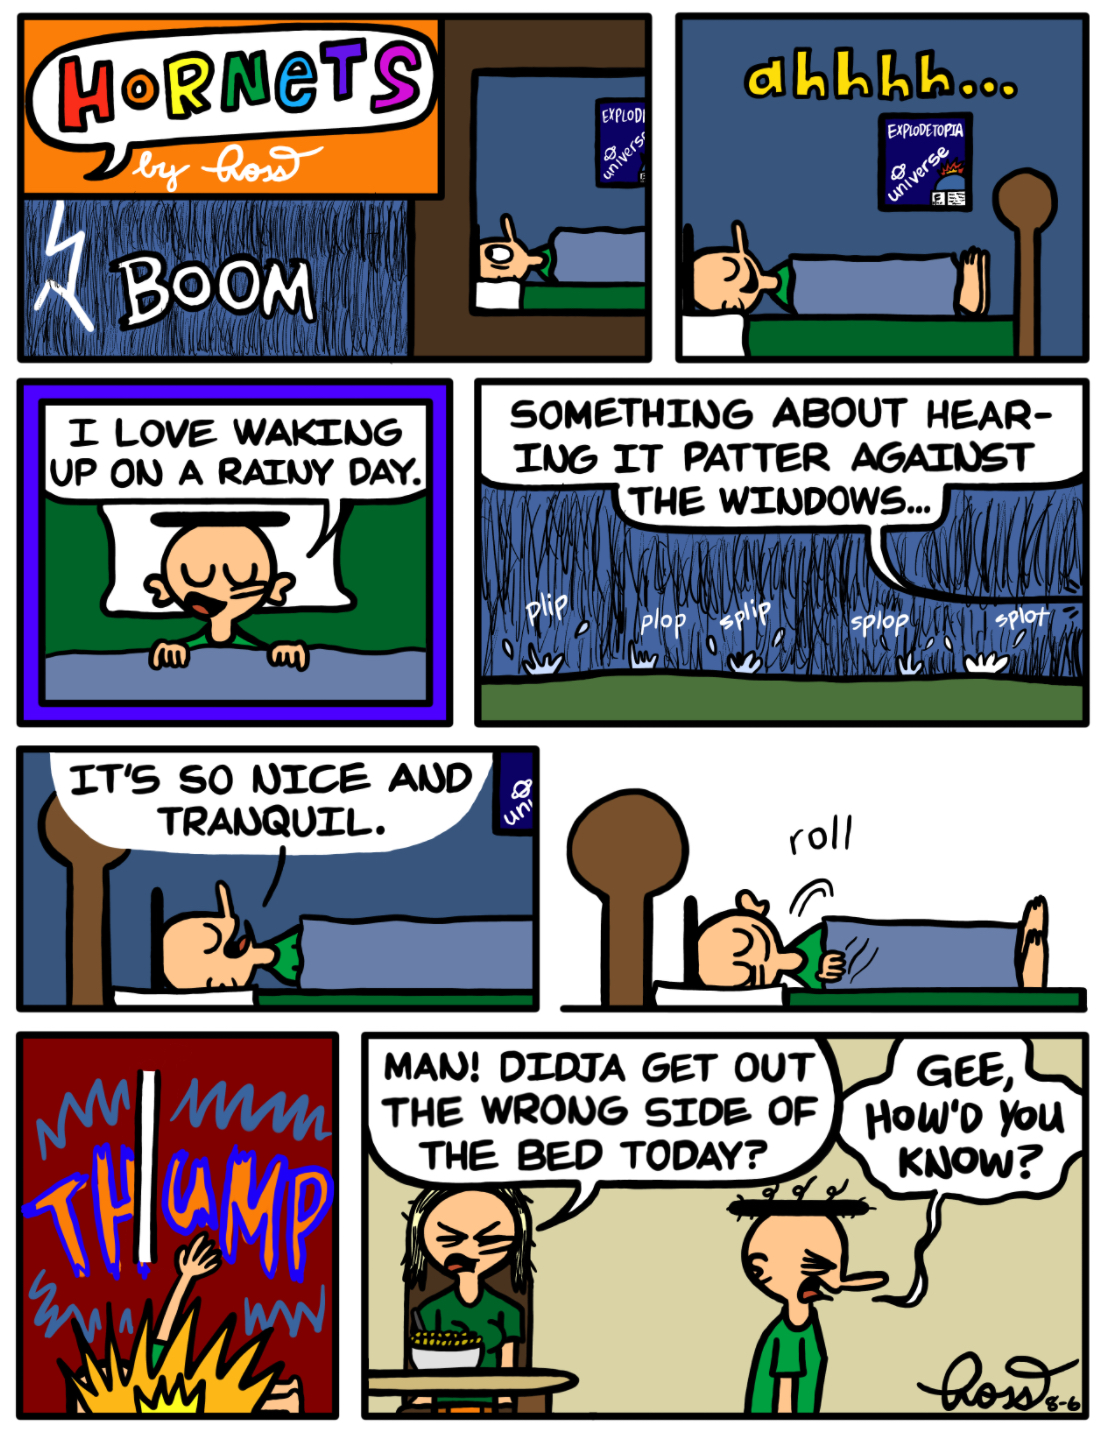 HORNETS
by Hoss
BOOM
EXPLODI
universe
ahhhh...
EXPLODETOPIA
universe
E
I LOVE WAKING
UP ON A RAINY DAY.
SOMETHING ABOUT HEAR-
ING IT PATTER AGAINST
THE WINDOWS...
plip
plop
splip
splop
splot
IT'S SO NICE AND
TRANQUIL.
uni
roll
THUMP
MAN! DIDJA GET OUT
THE WRONG SIDE OF
THE BED TODAY?
GEE,
HOW'D YOU
KNOW?
Hoss 8-6